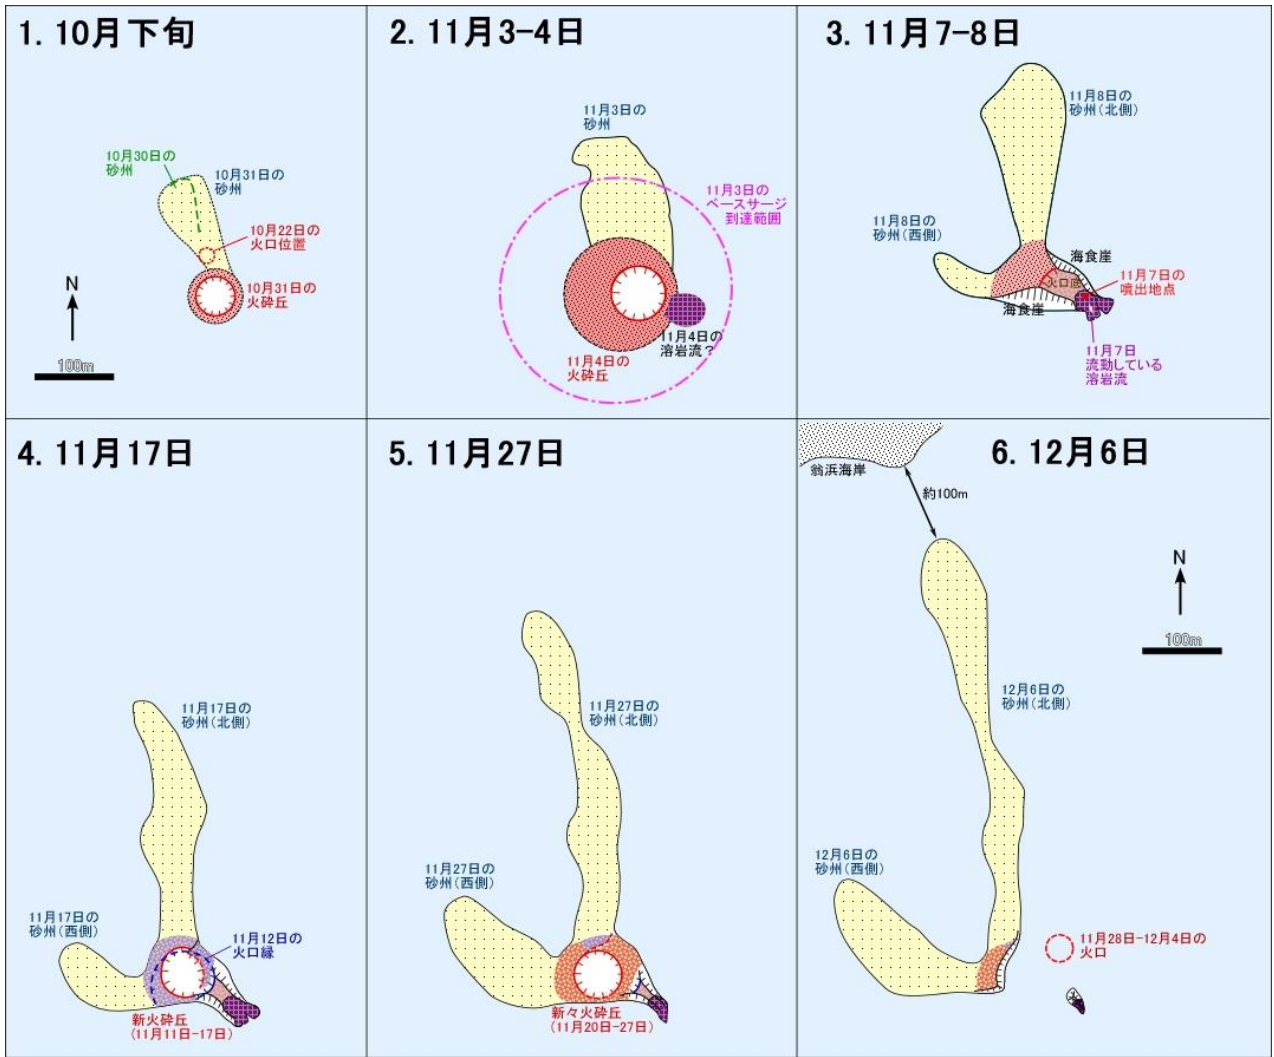 1. 10月下旬
10月30日の
砂州
10月31日の
砂州
10月22日の
火口位置
10月31日の
火砕丘
N
100m
2. 11月3-4日
11月3日の
砂州
11月3日の
ベースサージ
到達範囲
11月4日の
溶岩流?
11月4日の
火砕丘
3. 11月7-8日
11月8日の
砂州(北側)
11月8日の
砂州(西側)
海食崖
火口底
11月7日の
噴出地点
海食崖
11月7日
流動している
溶岩流
4. 11月17日
11月17日の
砂州(北側)
11月17日の
砂州(西側)
11月12日の
火口縁
新火砕丘
(11月11日-17日)
5. 11月27日
11月27日の
砂州(北側)
11月27日の
砂州(西側)
新々火砕丘
(11月20日-27日)
6. 12月6日
翁浜海岸
約100m
N
100m
12月6日の
砂州(北側)
12月6日の
砂州(西側)
11月28日-12月4日の
火口